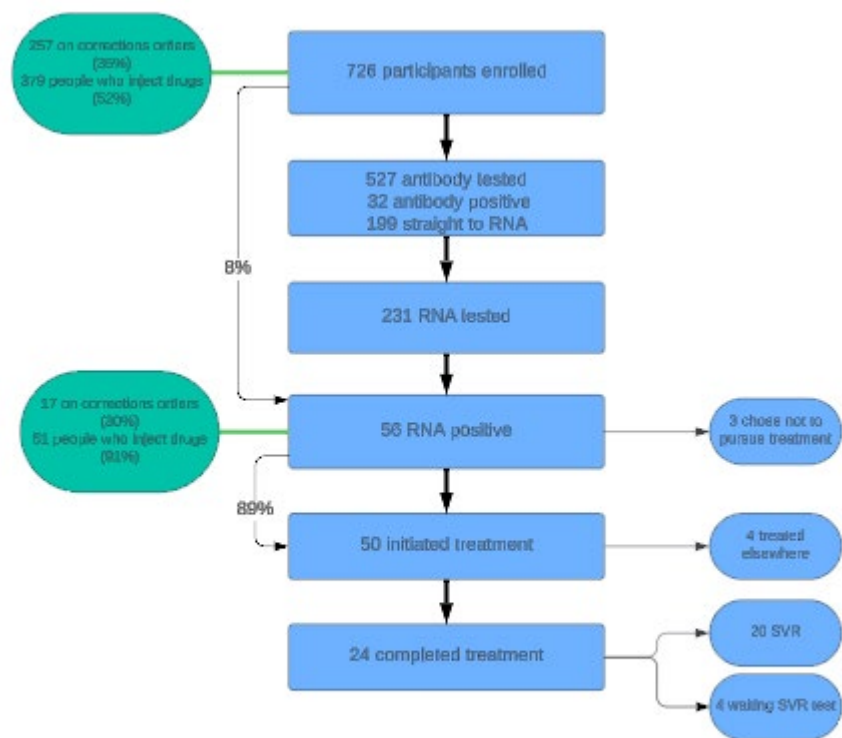 257 on corrections orders
(35%)
379 people who inject drugs
(52%)
726 participants enrolled
527 antibody tested
32 antibody positive
199 straight to RNA
8%
231 RNA tested
17 on corrections orders
(30%)
51 people who inject drugs
(91%)
56 RNA positive
3 chose not to
pursue treatment
89%
50 initiated treatment
4 treated
elsewhere
24 completed treatment
20 SVR
4 waiting SVR test